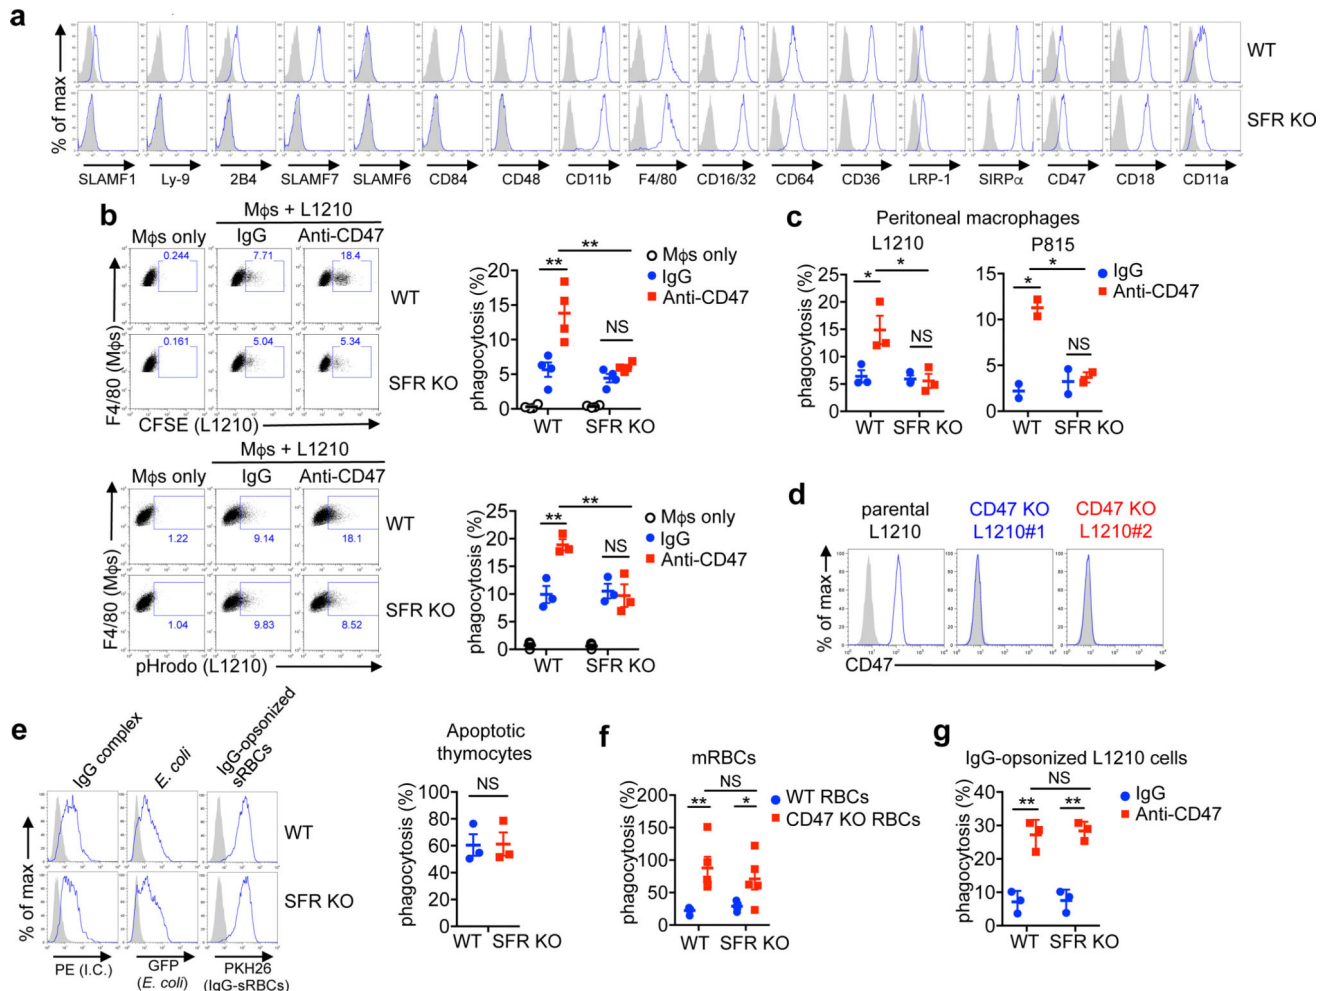 a
% of max
WT
SFR KO
SLAMF1 Ly-9 2B4 SLAMF7 SLAMF6 CD84 CD48 CD11b F4/80 CD16/32 CD64 CD36 LRP-1 SIRPα CD47 CD18 CD11a
b
Mϕs + L1210
Mϕs only IgG Anti-CD47
0.244 7.71 18.4
WT
0.161 5.04 5.34
SFR KO
F4/80 (Mϕs)
CFSE (L1210)
phagocytosis (%)
20
15
10
5
0
** ** NS
WT SFR KO
Mϕs only
IgG
Anti-CD47
Mϕs + L1210
Mϕs only IgG Anti-CD47
WT
1.22 9.14 18.1
SFR KO
1.04 9.83 8.52
F4/80 (Mϕs)
pHrodo (L1210)
phagocytosis (%)
25
20
15
10
5
0
** ** NS
WT SFR KO
Mϕs only
IgG
Anti-CD47
c
Peritoneal macrophages
L1210 P815
phagocytosis (%)
25
20
15
10
5
0
* * NS
WT SFR KO
15
10
5
0
* * NS
WT SFR KO
IgG
Anti-CD47
d
parental L1210
CD47 KO L1210#1
CD47 KO L1210#2
% of max
CD47
e
IgG complex
E. coli
IgG-opsonized sRBCs
% of max
WT
SFR KO
PE (I.C.)
GFP (E. coli)
PKH26 (IgG-sRBCs)
Apoptotic
thymocytes
phagocytosis (%)
100
80
60
40
20
0
NS
WT SFR KO
f
mRBCs
phagocytosis (%)
200
150
100
50
0
NS ** *
WT SFR KO
WT RBCs
CD47 KO RBCs
g
IgG-opsonized L1210 cells
phagocytosis (%)
40
30
20
10
0
NS ** **
WT SFR KO
IgG
Anti-CD47